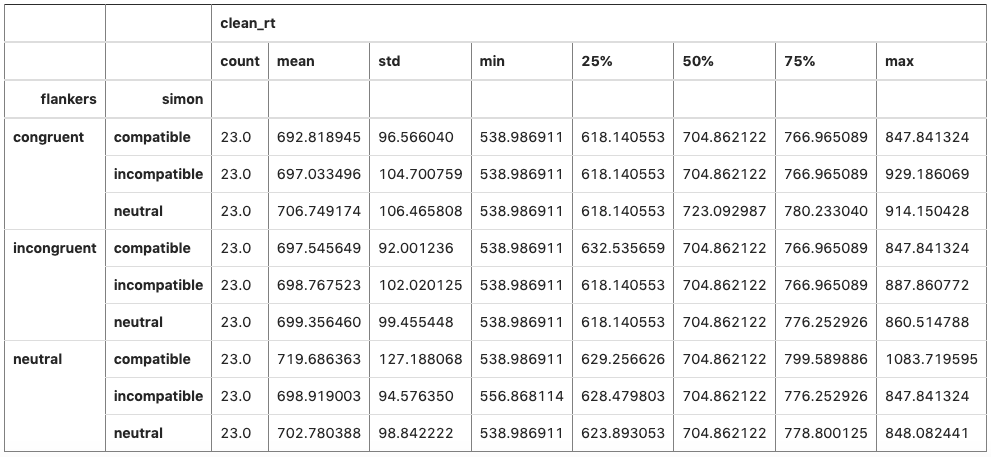 clean_rt
count mean std min 25% 50% 75% max
flankers simon
congruent compatible 23.0 692.818945 96.566040 538.986911 618.140553 704.862122 766.965089 847.841324
incompatible 23.0 697.033496 104.700759 538.986911 618.140553 704.862122 766.965089 929.186069
neutral 23.0 706.749174 106.465808 538.986911 618.140553 723.092987 780.233040 914.150428
incongruent compatible 23.0 697.545649 92.001236 538.986911 632.535659 704.862122 766.965089 847.841324
incompatible 23.0 698.767523 102.020125 538.986911 618.140553 704.862122 766.965089 887.860772
neutral 23.0 699.356460 99.455448 538.986911 618.140553 704.862122 776.252926 860.514788
neutral compatible 23.0 719.686363 127.188068 538.986911 629.256626 704.862122 799.589886 1083.719595
incompatible 23.0 698.919003 94.576350 556.868114 628.479803 704.862122 776.252926 847.841324
neutral 23.0 702.780388 98.842222 538.986911 623.893053 704.862122 778.800125 848.082441